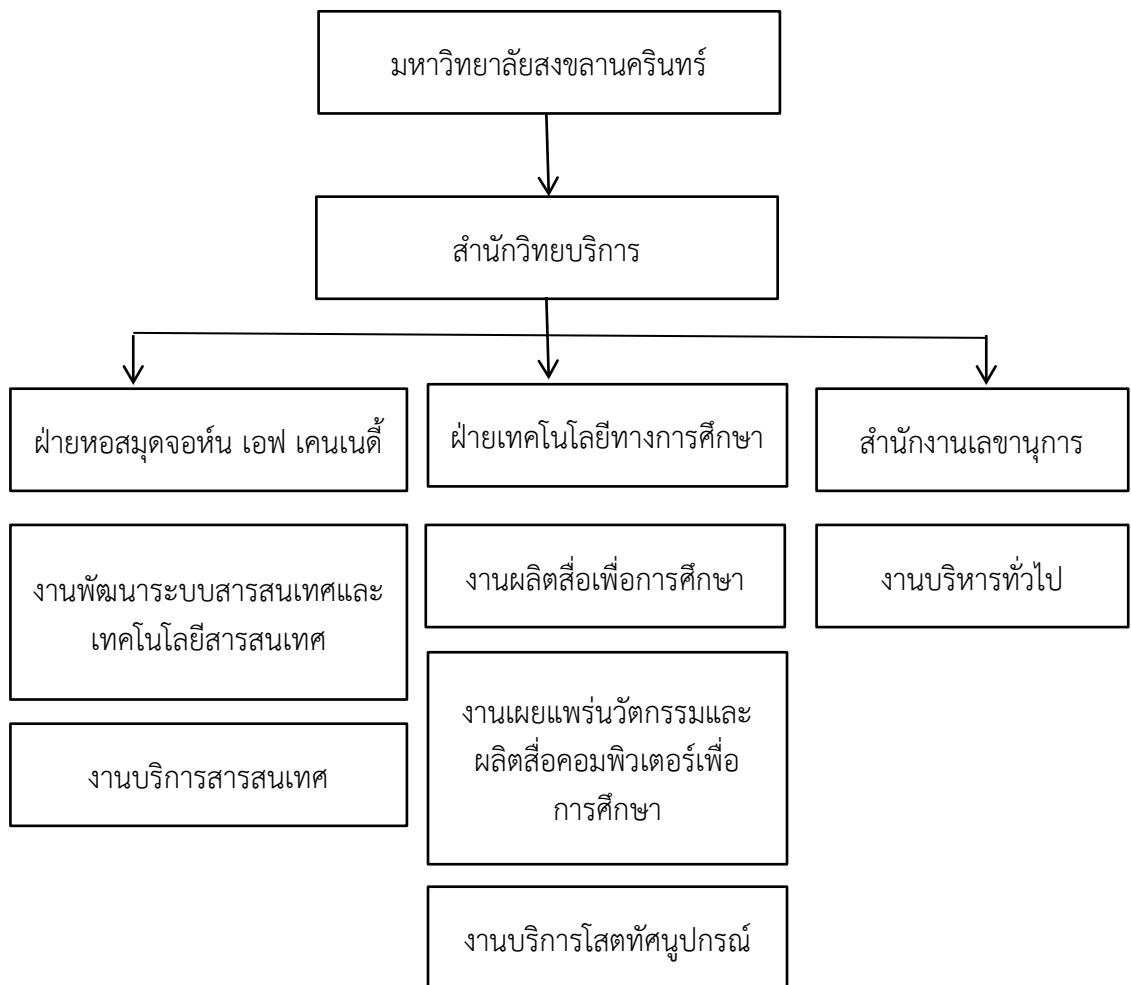 มหาวิทยาลัยสงขลานครินทร์
สำนักวิทยบริการ
ฝ่ายหอสมุดจอห์น เอฟ เคนเนดี้
ฝ่ายเทคโนโลยีทางการศึกษา
สำนักงานเลขานุการ
งานพัฒนาระบบสารสนเทศและ
เทคโนโลยีสารสนเทศ
งานบริการสารสนเทศ
งานผลิตสื่อเพื่อการศึกษา
งานเผยแพร่นวัตกรรมและ
ผลิตสื่อคอมพิวเตอร์เพื่อ
การศึกษา
งานบริการโสตทัศนูปกรณ์
งานบริหารทั่วไป